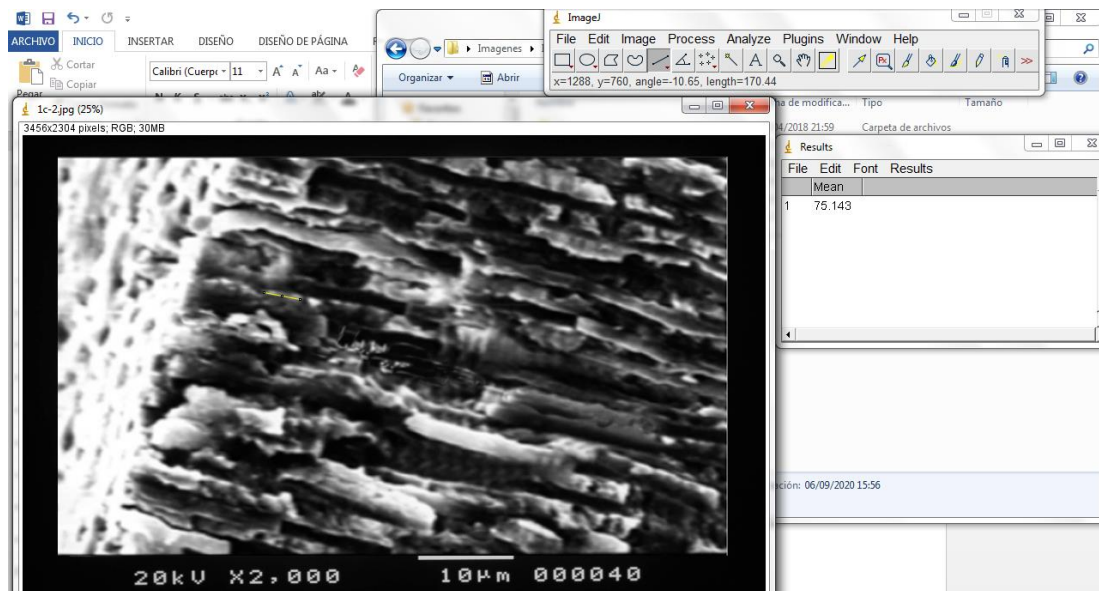 ARCHIVO INICIO INSERTAR DISEÑO DISEÑO DE PÁGINA
Cortar
Copiar
Pegar
Calibri (Cuerp 11 A A Aa
Imagenes
Organizar Abrir
ImageJ
File Edit Image Process Analyze Plugins Window Help
x=1288, y=760, angle=-10.65, length=170.44
a de modifica... Tipo Tamaño
/2018 21:59 Carpeta de archivos
1c-2.jpg (25%)
3456x2304 pixels; RGB; 30MB
20kV X2,000 10µm 000040
Results
File Edit Font Results
Mean
1 75.143
ción: 06/09/2020 15:56